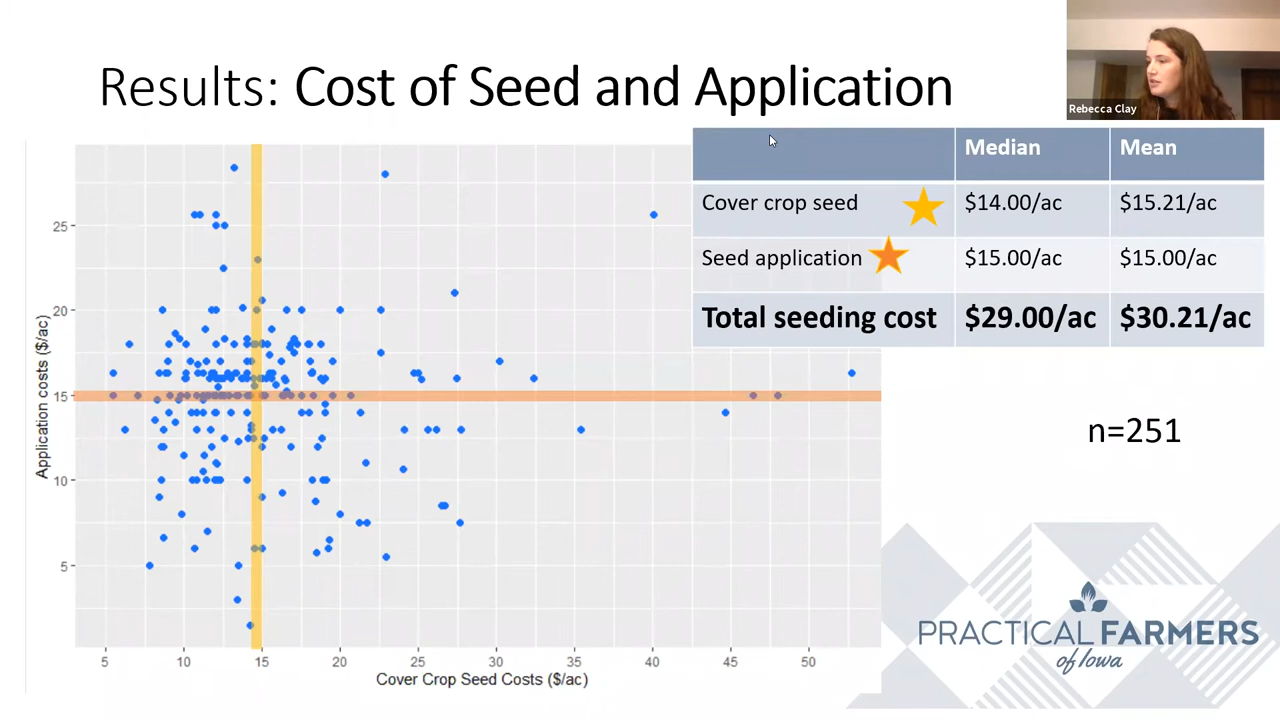 Results: Cost of Seed and Application
Rebecca Clay
Median Mean
Cover crop seed $14.00/ac $15.21/ac
Seed application $15.00/ac $15.00/ac
Total seeding cost $29.00/ac $30.21/ac
n=251
Application costs ($/ac)
25
20
15
10
5
5 10 15 20 25 30 35 40 45 50
Cover Crop Seed Costs ($/ac)
PRACTICAL FARMERS
of Iowa